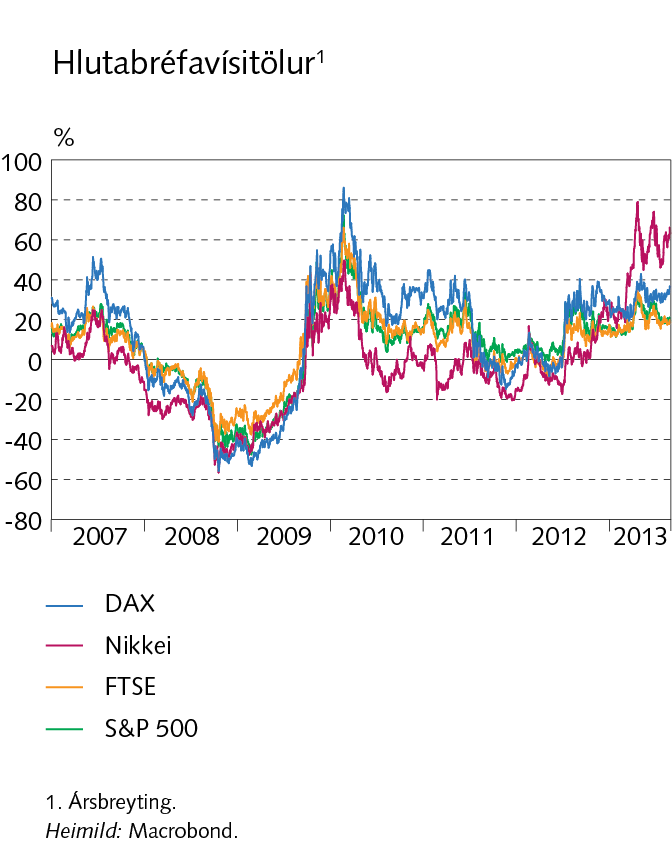 Hlutabréfavísitölur¹
%
100
80
60
40
20
0
-20
-40
-60
-80
2007 2008 2009 2010 2011 2012 2013
DAX
Nikkei
FTSE
S&P 500
1. Ársbreyting.
Heimild: Macrobond.